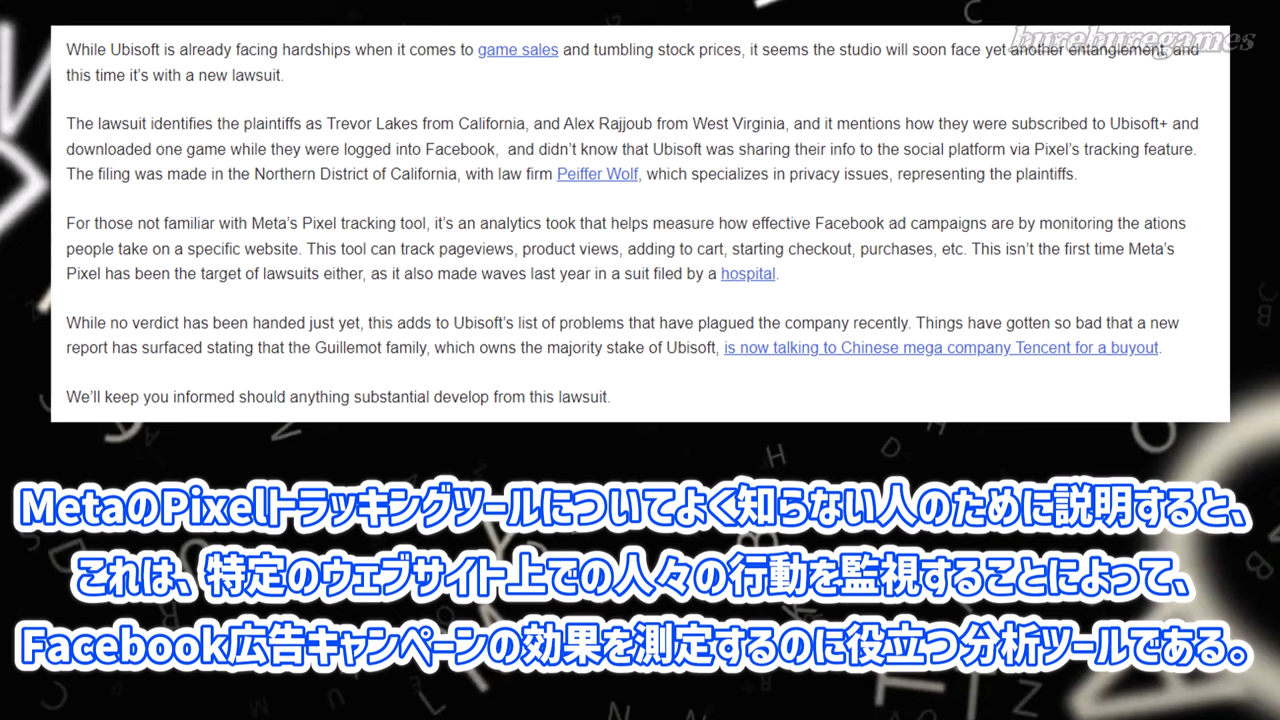 bureburegames
While Ubisoft is already facing hardships when it comes to game sales and tumbling stock prices, it seems the studio will soon face yet another entanglement, and
this time it's with a new lawsuit.
The lawsuit identifies the plaintiffs as Trevor Lakes from California, and Alex Rajjoub from West Virginia, and it mentions how they were subscribed to Ubisoft+ and
downloaded one game while they were logged into Facebook,  and didn't know that Ubisoft was sharing their info to the social platform via Pixel's tracking feature.
The filing was made in the Northern District of California, with law firm Peiffer Wolf, which specializes in privacy issues, representing the plaintiffs.
For those not familiar with Meta's Pixel tracking tool, it's an analytics took that helps measure how effective Facebook ad campaigns are by monitoring the ations
people take on a specific website. This tool can track pageviews, product views, adding to cart, starting checkout, purchases, etc. This isn't the first time Meta's
Pixel has been the target of lawsuits either, as it also made waves last year in a suit filed by a hospital.
While no verdict has been handed just yet, this adds to Ubisoft's list of problems that have plagued the company recently. Things have gotten so bad that a new
report has surfaced stating that the Guillemot family, which owns the majority stake of Ubisoft, is now talking to Chinese mega company Tencent for a buyout.
We'll keep you informed should anything substantial develop from this lawsuit.
MetaのPixelトラッキングツールについてよく知らない人のために説明すると、
これは、特定のウェブサイト上での人々の行動を監視することによって、
Facebook広告キャンペーンの効果を測定するのに役立つ分析ツールである。